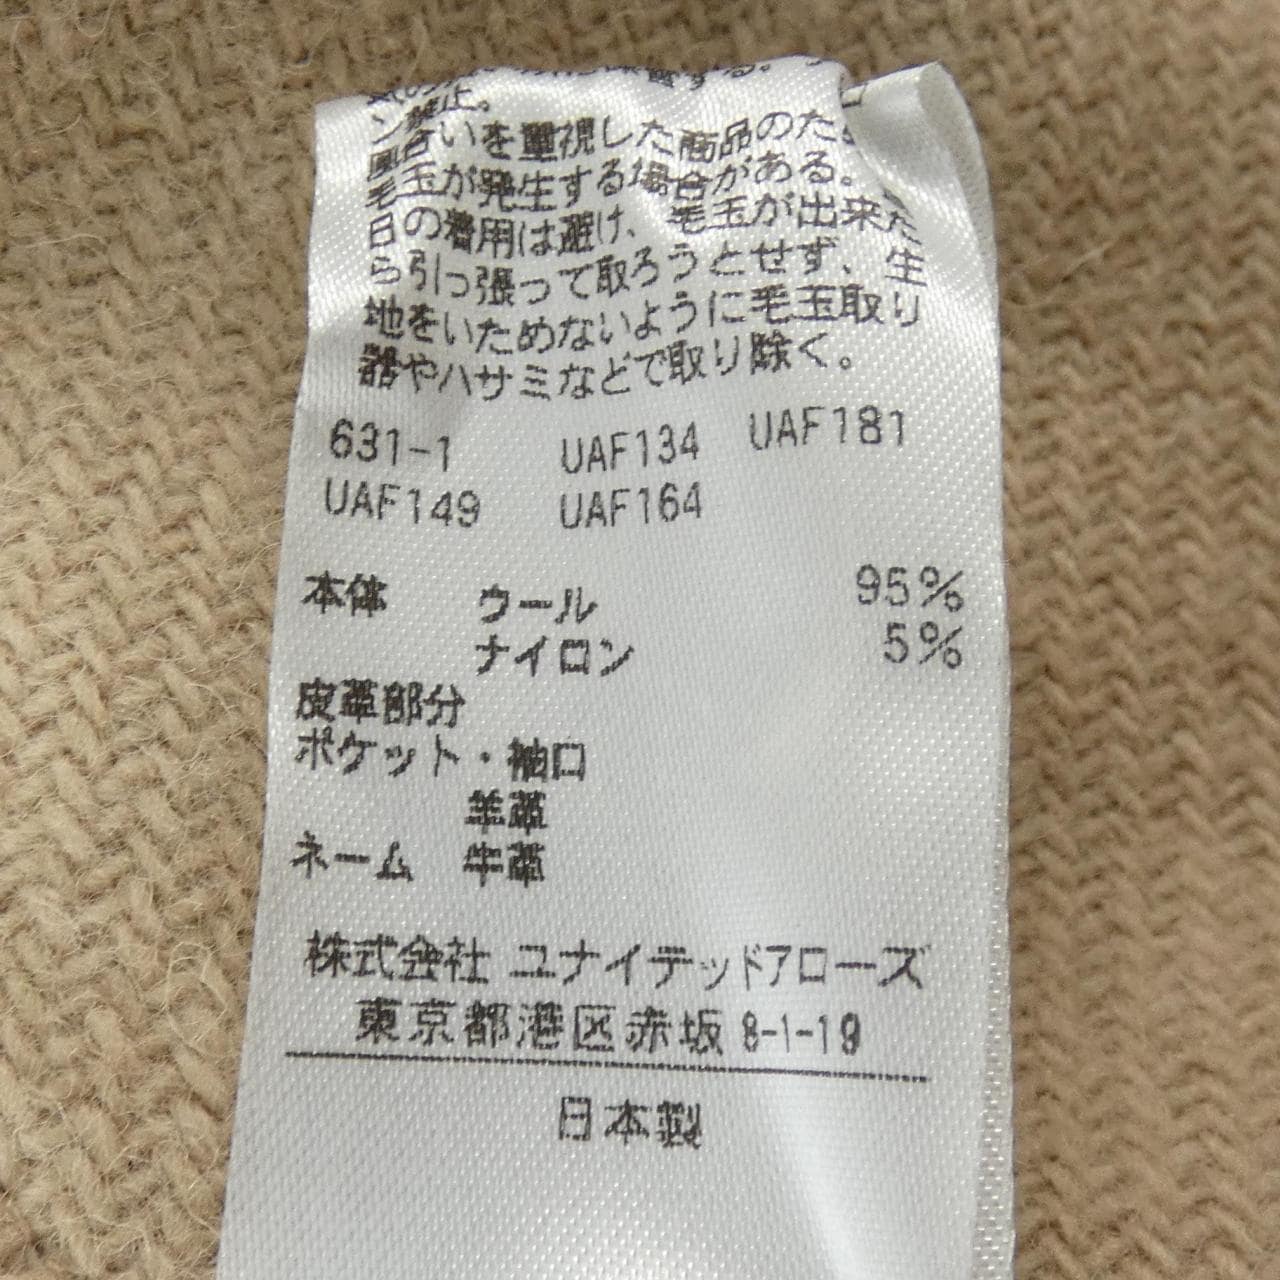 ン禁止。
風合いを重視した商品のため
毛玉が発生する場合がある。
日の着用は避け、毛玉が出来た
ら引っ張って取ろうとせず、生
地をいためないように毛玉取り
器やハサミなどで取り除く。
631-1 UAF134 UAF181
UAF149 UAF164
本体 ウール 95%
ナイロン 5%
皮革部分
ポケット・袖口
羊革
ネーム 牛革
株式会社 ユナイテッドアローズ
東京都港区赤坂 8-1-19
日本製